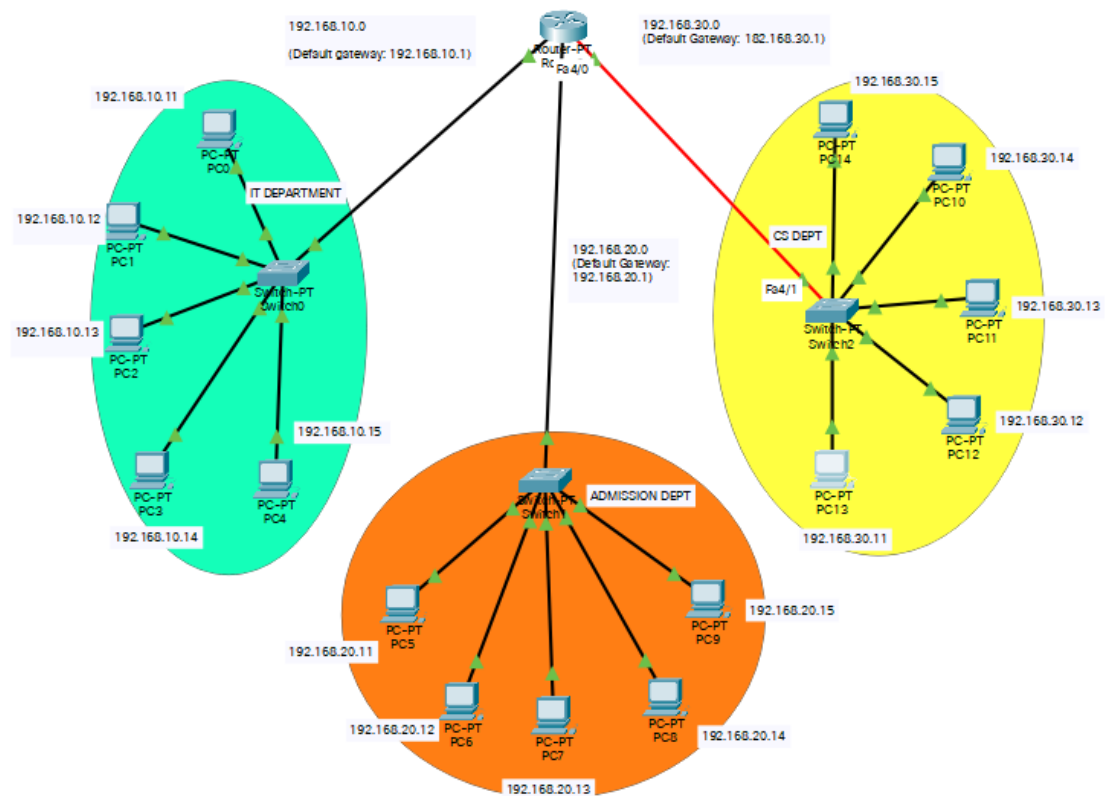 192.168.10.0
(Default gateway: 192.168.10.1)
192.168.30.0
(Default Gateway: 182.168.30.1)
Router-PT
Fa4/0
192.168.10.11
PC-PT
PC0
IT DEPARTMENT
192.168.10.12
PC-PT
PC1
Switch-PT
Switch0
192.168.10.13
PC-PT
PC2
192.168.10.15
PC-PT
PC3
PC-PT
PC4
192.168.10.14
192.168.20.0
(Default Gateway:
192.168.20.1)
192.168.30.15
PC-PT
PC14
192.168.30.14
PC-PT
PC10
CS DEPT
Fa4/1
Switch-PT
Switch2
192.168.30.13
PC-PT
PC11
192.168.30.12
PC-PT
PC12
PC-PT
PC13
192.168.30.11
Switch-PT
ADMISSION DEPT
PC-PT
PC5
192.168.20.11
PC-PT
PC9
192.168.20.15
192.168.20.12
PC-PT
PC6
PC-PT
PC7
PC-PT
PC8
192.168.20.14
192.168.20.13